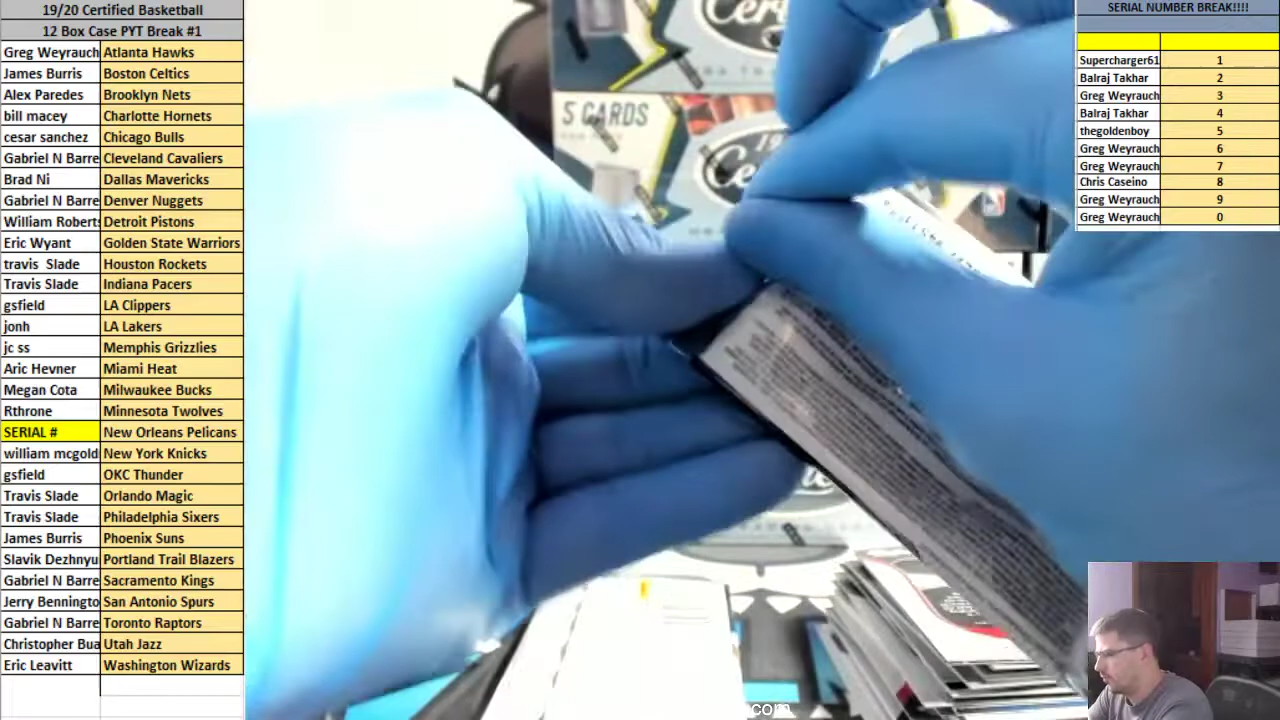 19/20 Certified Basketball
12 Box Case PYT Break #1
Greg Weyrauch Atlanta Hawks
James Burris Boston Celtics
Alex Paredes Brooklyn Nets
bill macey Charlotte Hornets
cesar sanchez Chicago Bulls
Gabriel N Barre Cleveland Cavaliers
Brad Ni Dallas Mavericks
Gabriel N Barre Denver Nuggets
William Robert Detroit Pistons
Eric Wyant Golden State Warriors
travis Slade Houston Rockets
Travis Slade Indiana Pacers
gsfield LA Clippers
jonh LA Lakers
jc ss Memphis Grizzlies
Aric Hevner Miami Heat
Megan Cota Milwaukee Bucks
Rthrone Minnesota Twolves
SERIAL # New Orleans Pelicans
william mcgold New York Knicks
gsfield OKC Thunder
Travis Slade Orlando Magic
Travis Slade Philadelphia Sixers
James Burris Phoenix Suns
Slavik Dezhnyu Portland Trail Blazers
Gabriel N Barre Sacramento Kings
Jerry Benningto San Antonio Spurs
Gabriel N Barre Toronto Raptors
Christopher Bua Utah Jazz
Eric Leavitt Washington Wizards
5 CARDS
SERIAL NUMBER BREAK!!!!
Supercharger61 1
Balraj Takhar 2
Greg Weyrauch 3
Balraj Takhar 4
thegoldenboy 5
Greg Weyrauch 6
Greg Weyrauch 7
Chris Caseino 8
Greg Weyrauch 9
Greg Weyrauch 0